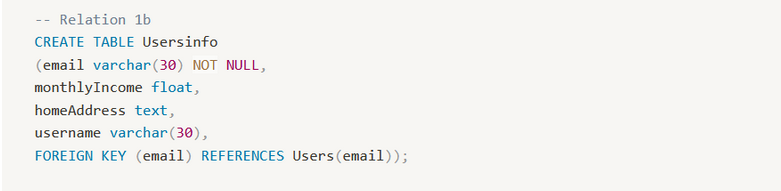 -- Relation 1b
CREATE TABLE Usersinfo
(email varchar(30) NOT NULL,
monthlyIncome float,
homeAddress text,
username varchar(30),
FOREIGN KEY (email) REFERENCES Users(email));